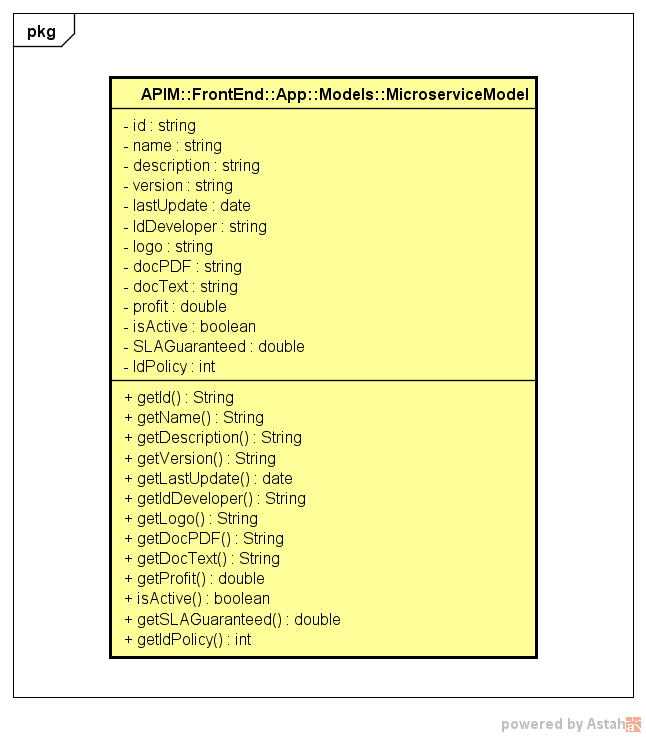 pkg
APIM::FrontEnd::App::Models::MicroserviceModel
- id : string
- name : string
- description : string
- version : string
- lastUpdate : date
- IdDeveloper : string
- logo : string
- docPDF : string
- docText : string
- profit : double
- isActive : boolean
- SLAGuaranteed : double
- IdPolicy : int
+ getId() : String
+ getName() : String
+ getDescription() : String
+ getVersion() : String
+ getLastUpdate() : date
+ getIdDeveloper() : String
+ getLogo() : String
+ getDocPDF() : String
+ getDocText() : String
+ getProfit() : double
+ isActive() : boolean
+ getSLAGuaranteed() : double
+ getIdPolicy() : int
powered by Astah